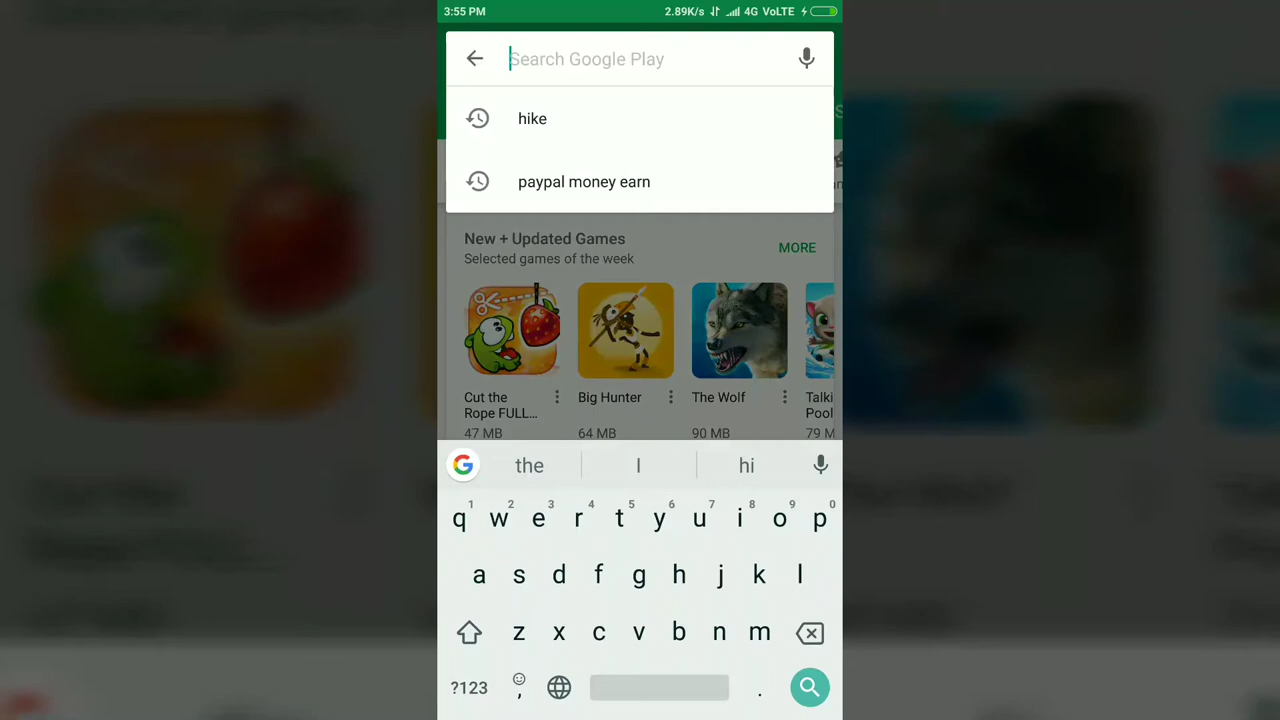 3:55 PM 2.89K/s 4G VoLTE
Search Google Play
hike
paypal money earn
New + Updated Games
MORE
Selected games of the week
Cut the
Rope FULL...
Big Hunter
The Wolf
Talki
Pool
47 MB
64 MB
90 MB
79 M
the I hi
1 2 3 4 5 6 7 8 9 0
q w e r t y u i o p
a s d f g h j k l
z x c v b n m
?123 , .